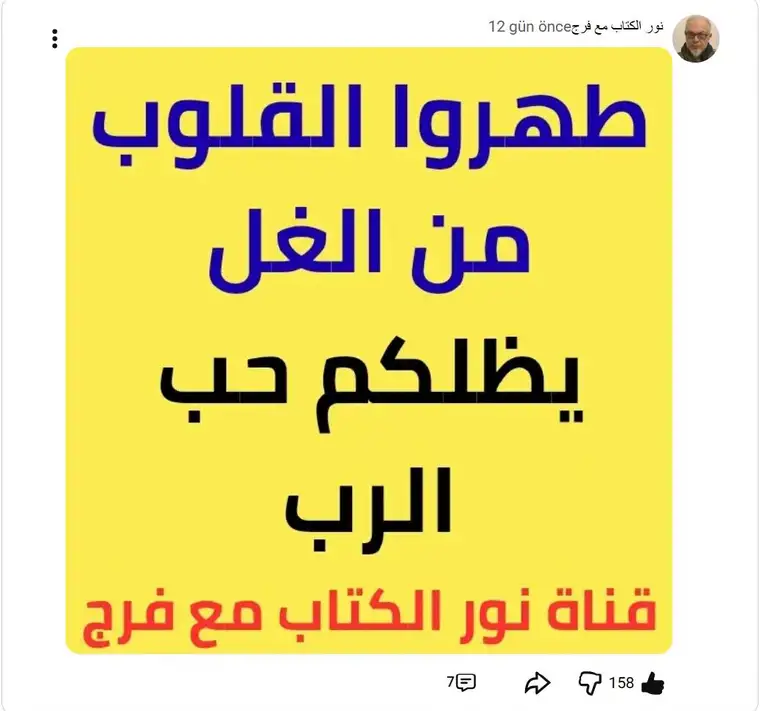 نور الكتاب مع فرج 12 gün önce
طهروا القلوب
من الغل
يظلكم حب
الرب
قناة نور الكتاب مع فرج
158 7